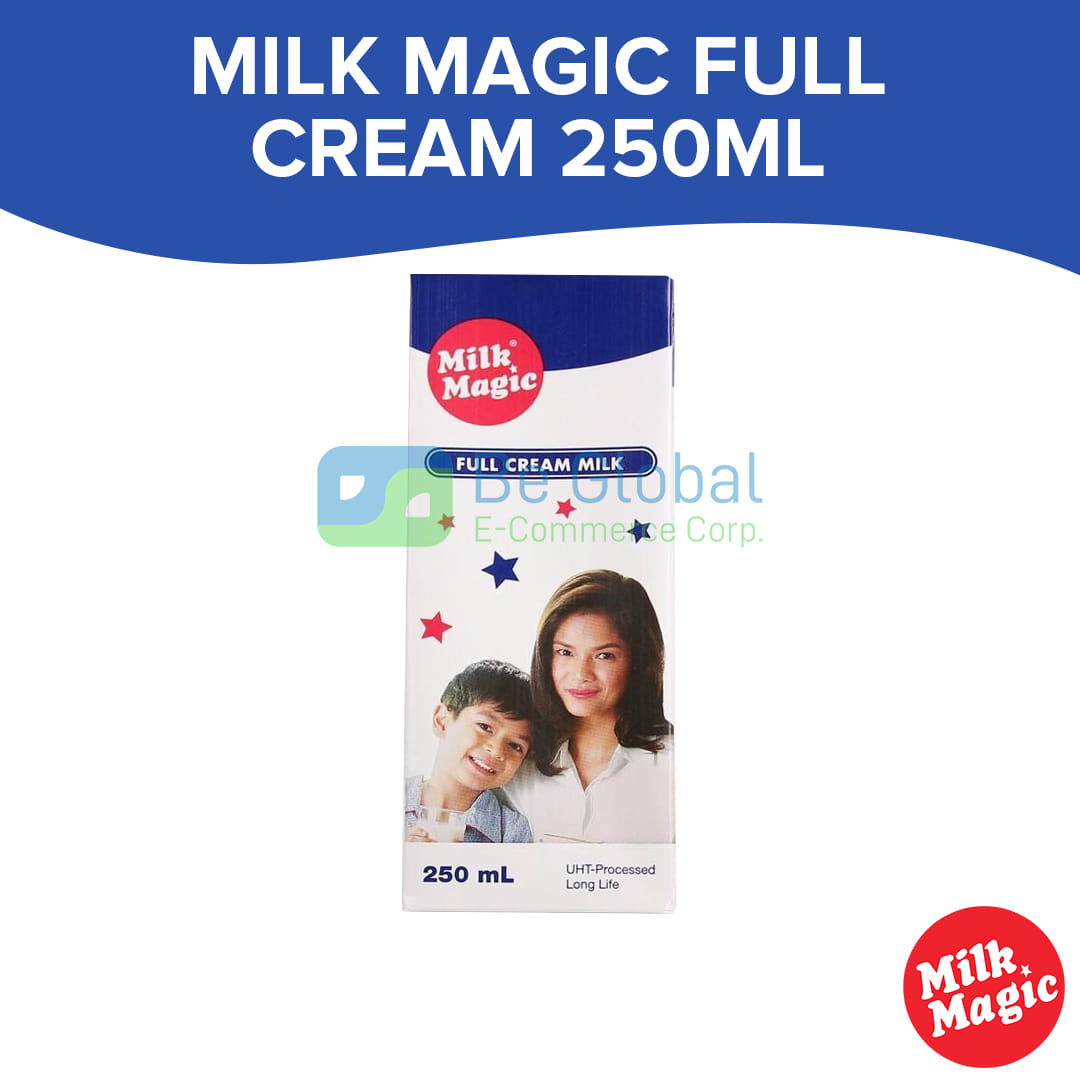 MILK MAGIC FULL
CREAM 250ML
Milk®
Magic
FULL CREAM MILK
Be Global
E-Commerce Corp.
250 mL
UHT-Processed
Long Life
Milk
Magic